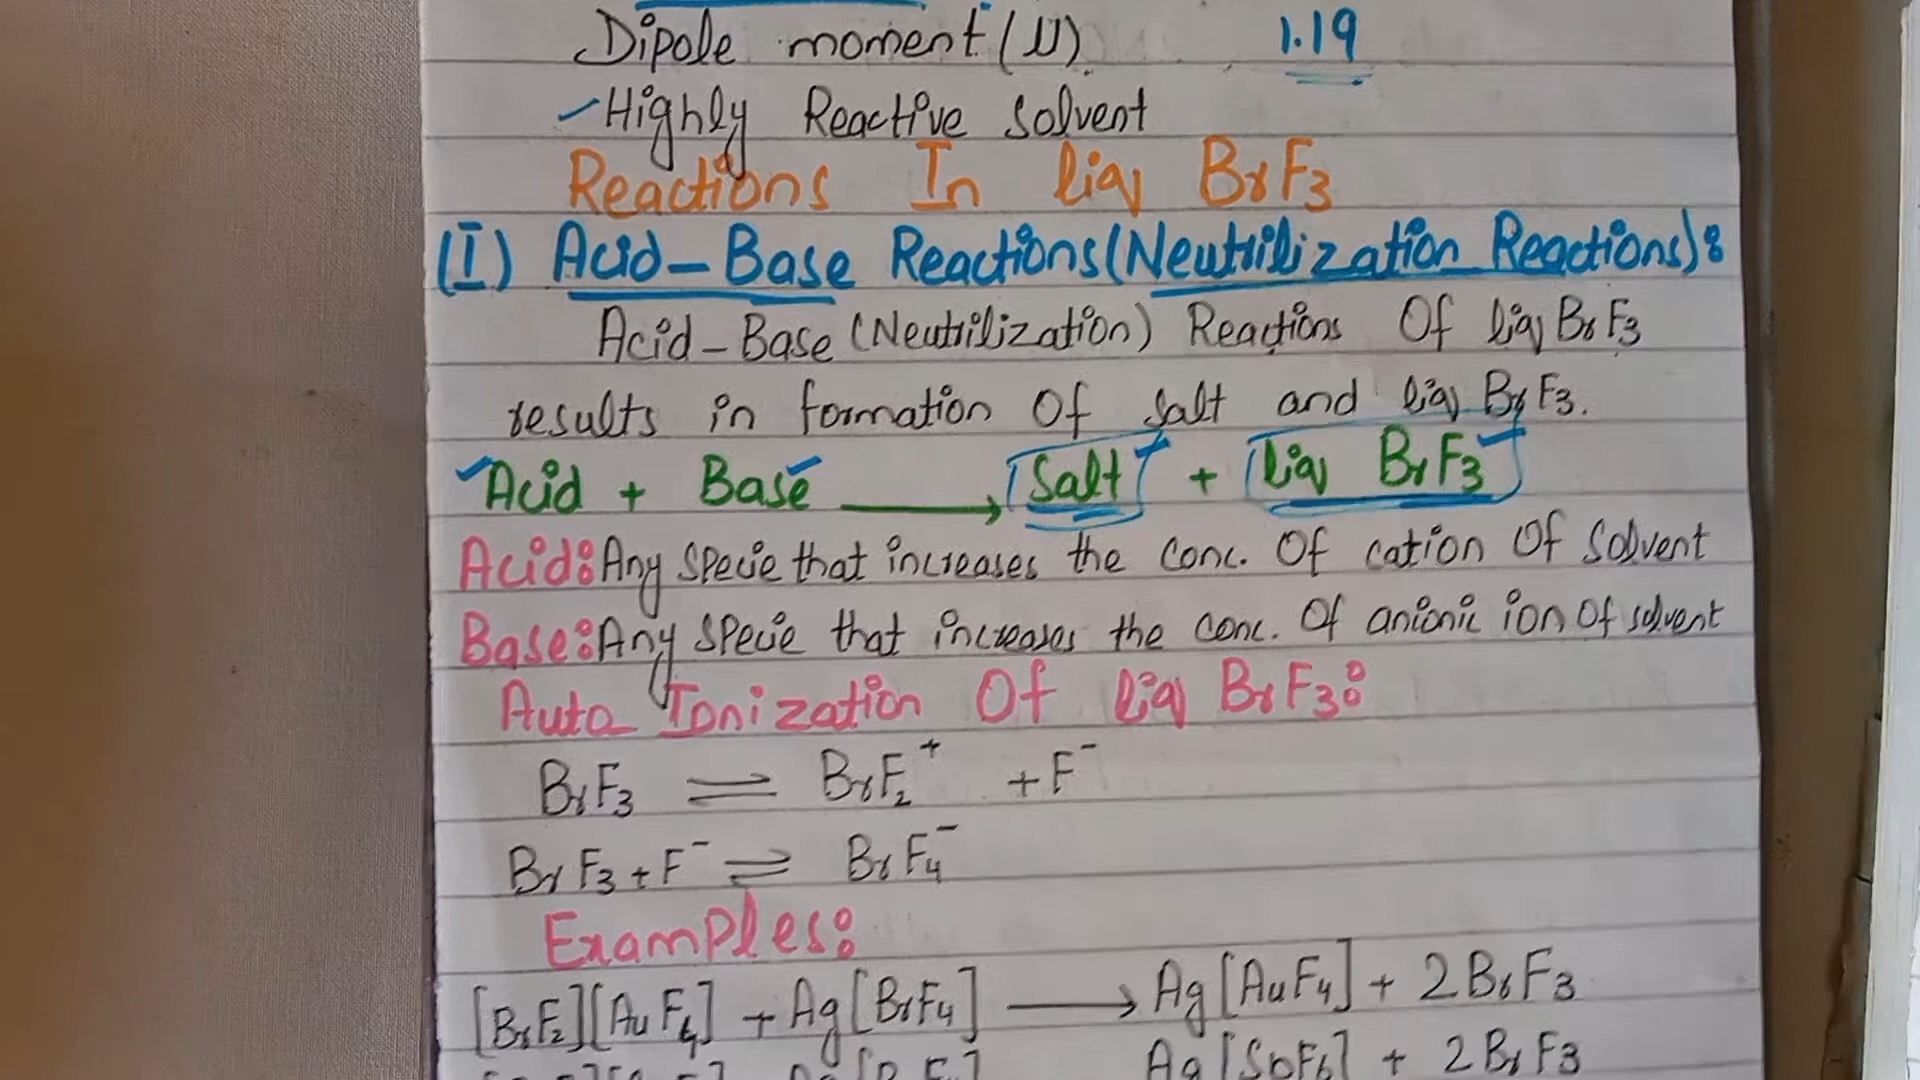 Dipole moment (μ) 1.19
Highly Reactive Solvent
Reactions In liq BrF3
(I) Acid-Base Reactions (Neutrilization Reactions):
Acid-Base (Neutrilization) Reactions Of liq BrF3
results in formation Of Salt and liq BrF3.
Acid + Base ⟶ Salt + liq BrF3
Acid: Any specie that increases the conc. Of cation Of Solvent
Base: Any specie that increases the conc. Of anionic ion Of solvent
Auto Ionization Of liq BrF3:
BrF3 ⇌ BrF2+ + F-
BrF3 + F- ⇌ BrF4-
Examples:
[BrF2][AuF4] + Ag[BrF4] ⟶ Ag[AuF4] + 2BrF3
Ag[SbF6] + 2BrF3